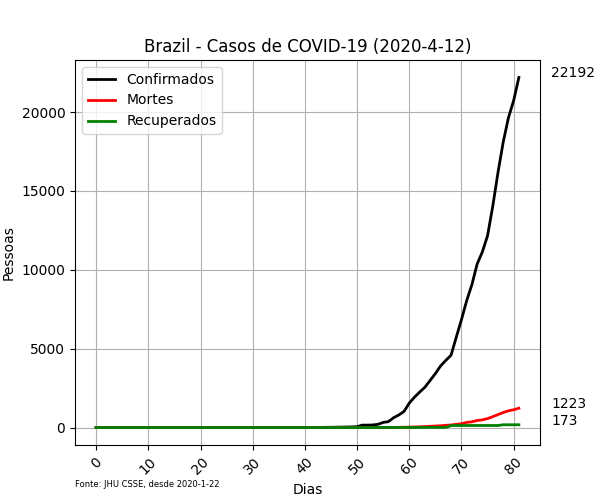 Brazil - Casos de COVID-19 (2020-4-12)
Confirmados
Mortes
Recuperados
22192
1223
173
Pessoas
20000
15000
10000
5000
0
0 10 20 30 40 50 60 70 80
Dias
Fonte: JHU CSSE, desde 2020-1-22